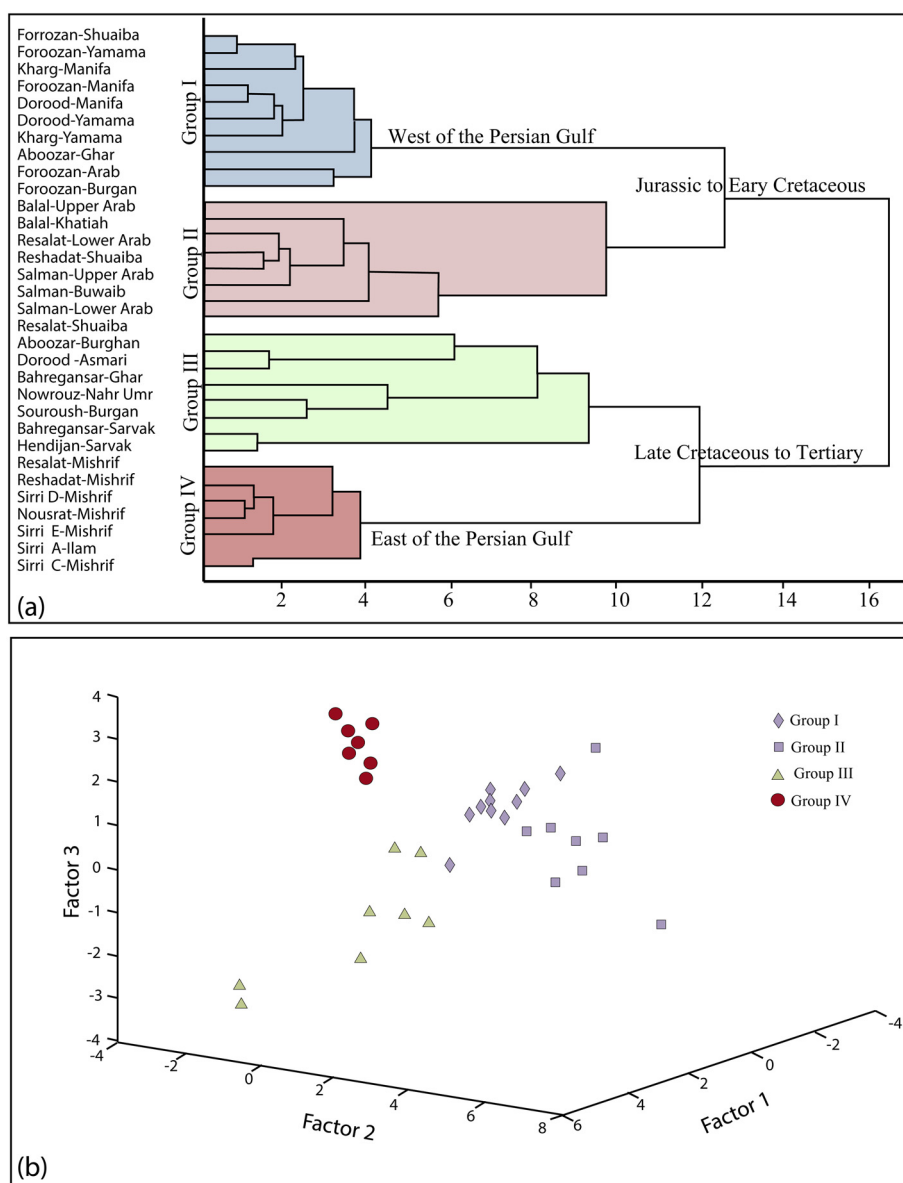 Forrozan-Shuaiba
Foroozan-Yamama
Kharg-Manifa
Foroozan-Manifa
Dorood-Manifa
Dorood-Yamama
Kharg-Yamama
Aboozar-Ghar
Foroozan-Arab
Foroozan-Burgan
Balal-Upper Arab
Balal-Khatiah
Resalat-Lower Arab
Reshadat-Shuaiba
Salman-Upper Arab
Salman-Buwaib
Salman-Lower Arab
Resalat-Shuaiba
Aboozar-Burghan
Dorood -Asmari
Bahregansar-Ghar
Nowrouz-Nahr Umr
Souroush-Burgan
Bahregansar-Sarvak
Hendijan-Sarvak
Resalat-Mishrif
Reshadat-Mishrif
Sirri D-Mishrif
Nousrat-Mishrif
Sirri E-Mishrif
Sirri A-Ilam
Sirri C-Mishrif
Group I
Group II
Group III
Group IV
West of the Persian Gulf
Jurassic to Eary Cretaceous
Late Cretaceous to Tertiary
East of the Persian Gulf
2 4 6 8 10 12 14 16
(a)
4
3
2
1
0
-1
-2
-3
-4
Factor 3
-4 -2 0 2 4 6 8
Factor 2
6 4 2 0 -2 -4
Factor 1
Group I
Group II
Group III
Group IV
(b)